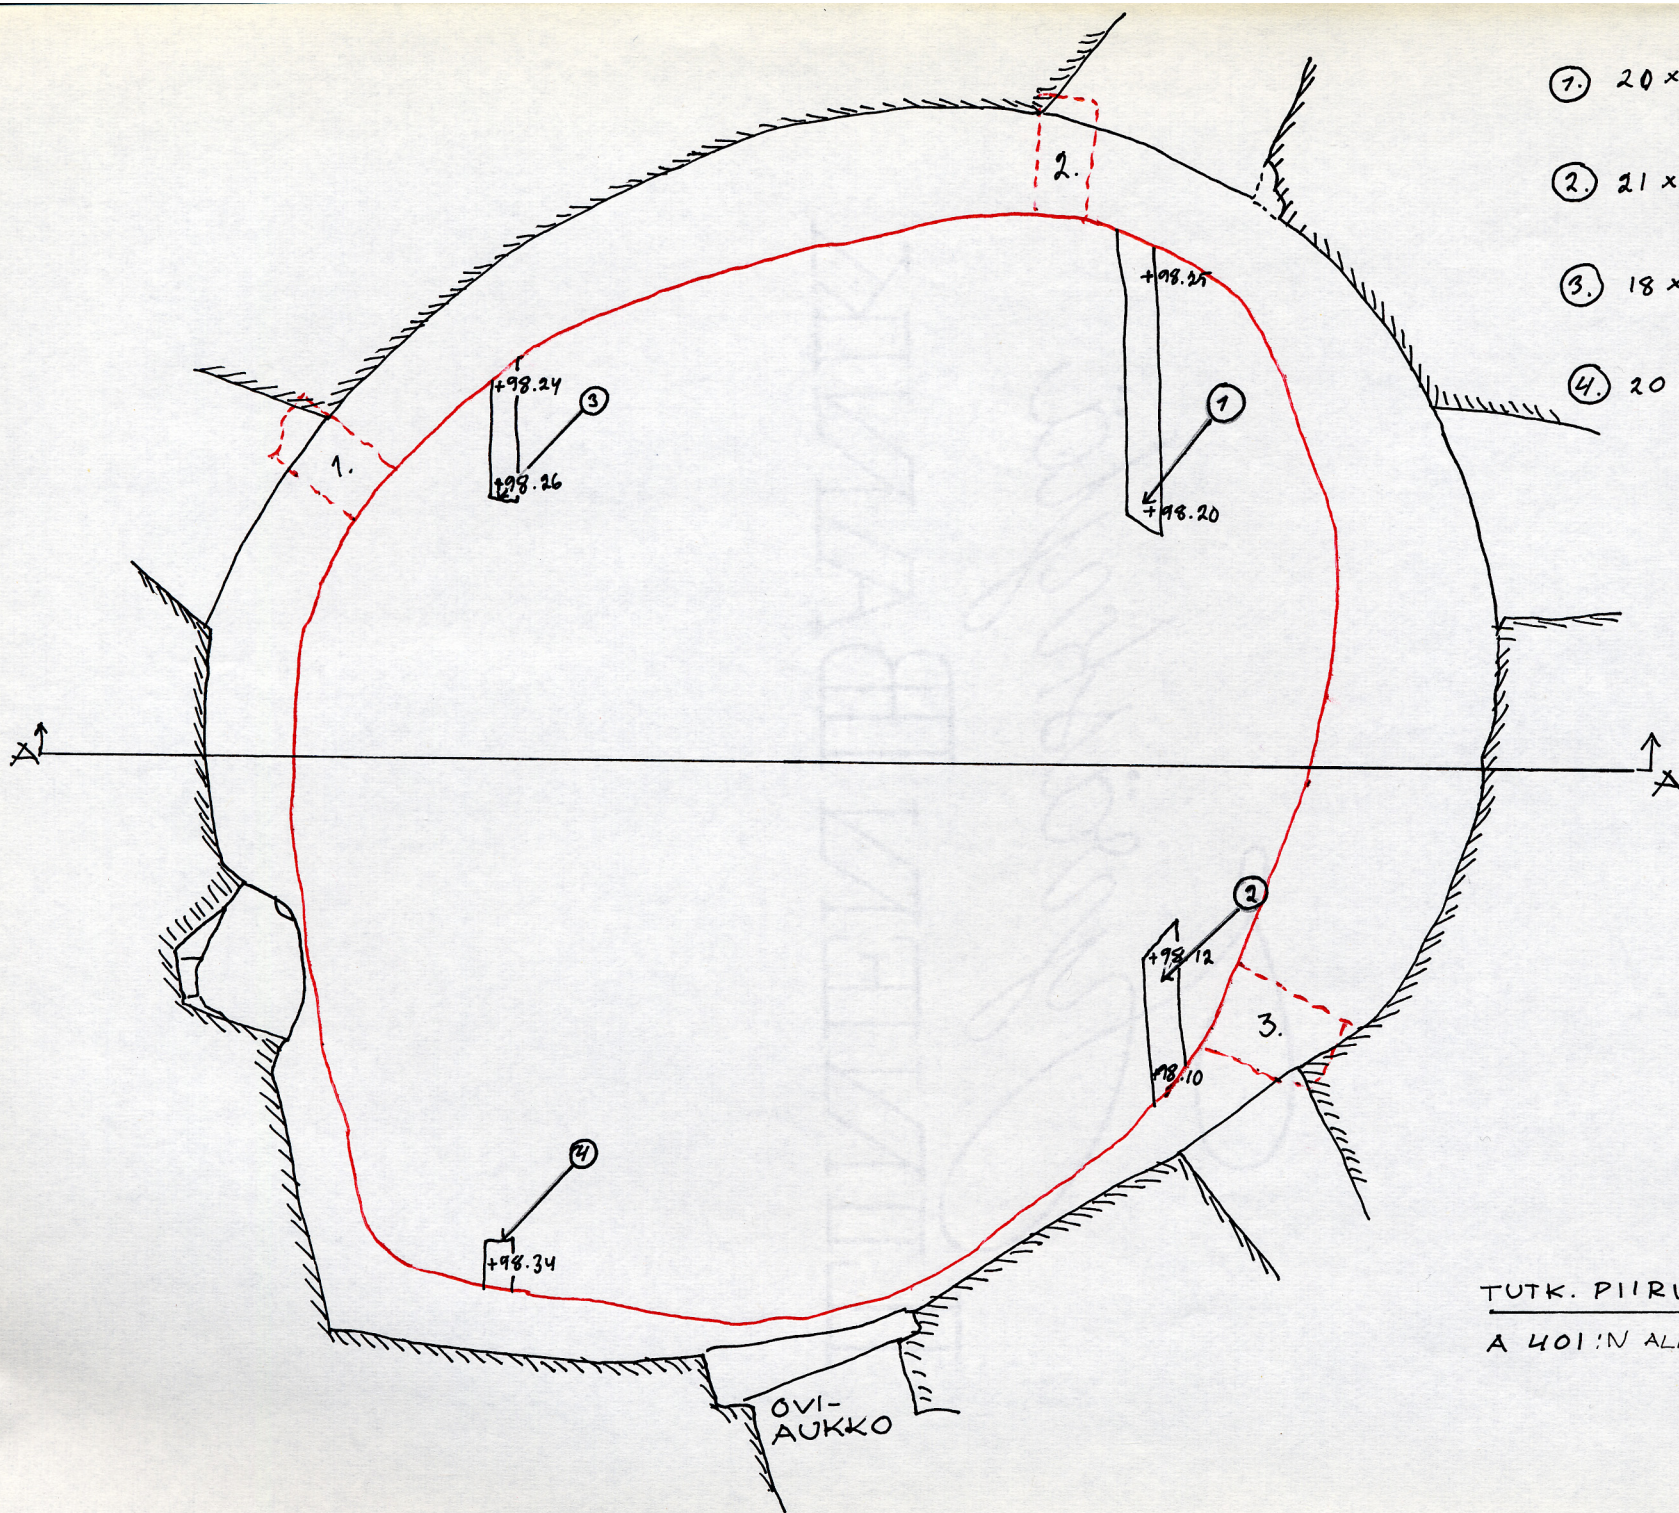 1. 20 x
2. 21 x
3. 18 x
4. 20
2.
+98.25
+98.24
3
1
1.
+98.26
+98.20
A
A
2
+98.12
3.
+98.10
4
+98.34
TUTK. PIIRU
A 401:N AL
OVI-
AUKKO